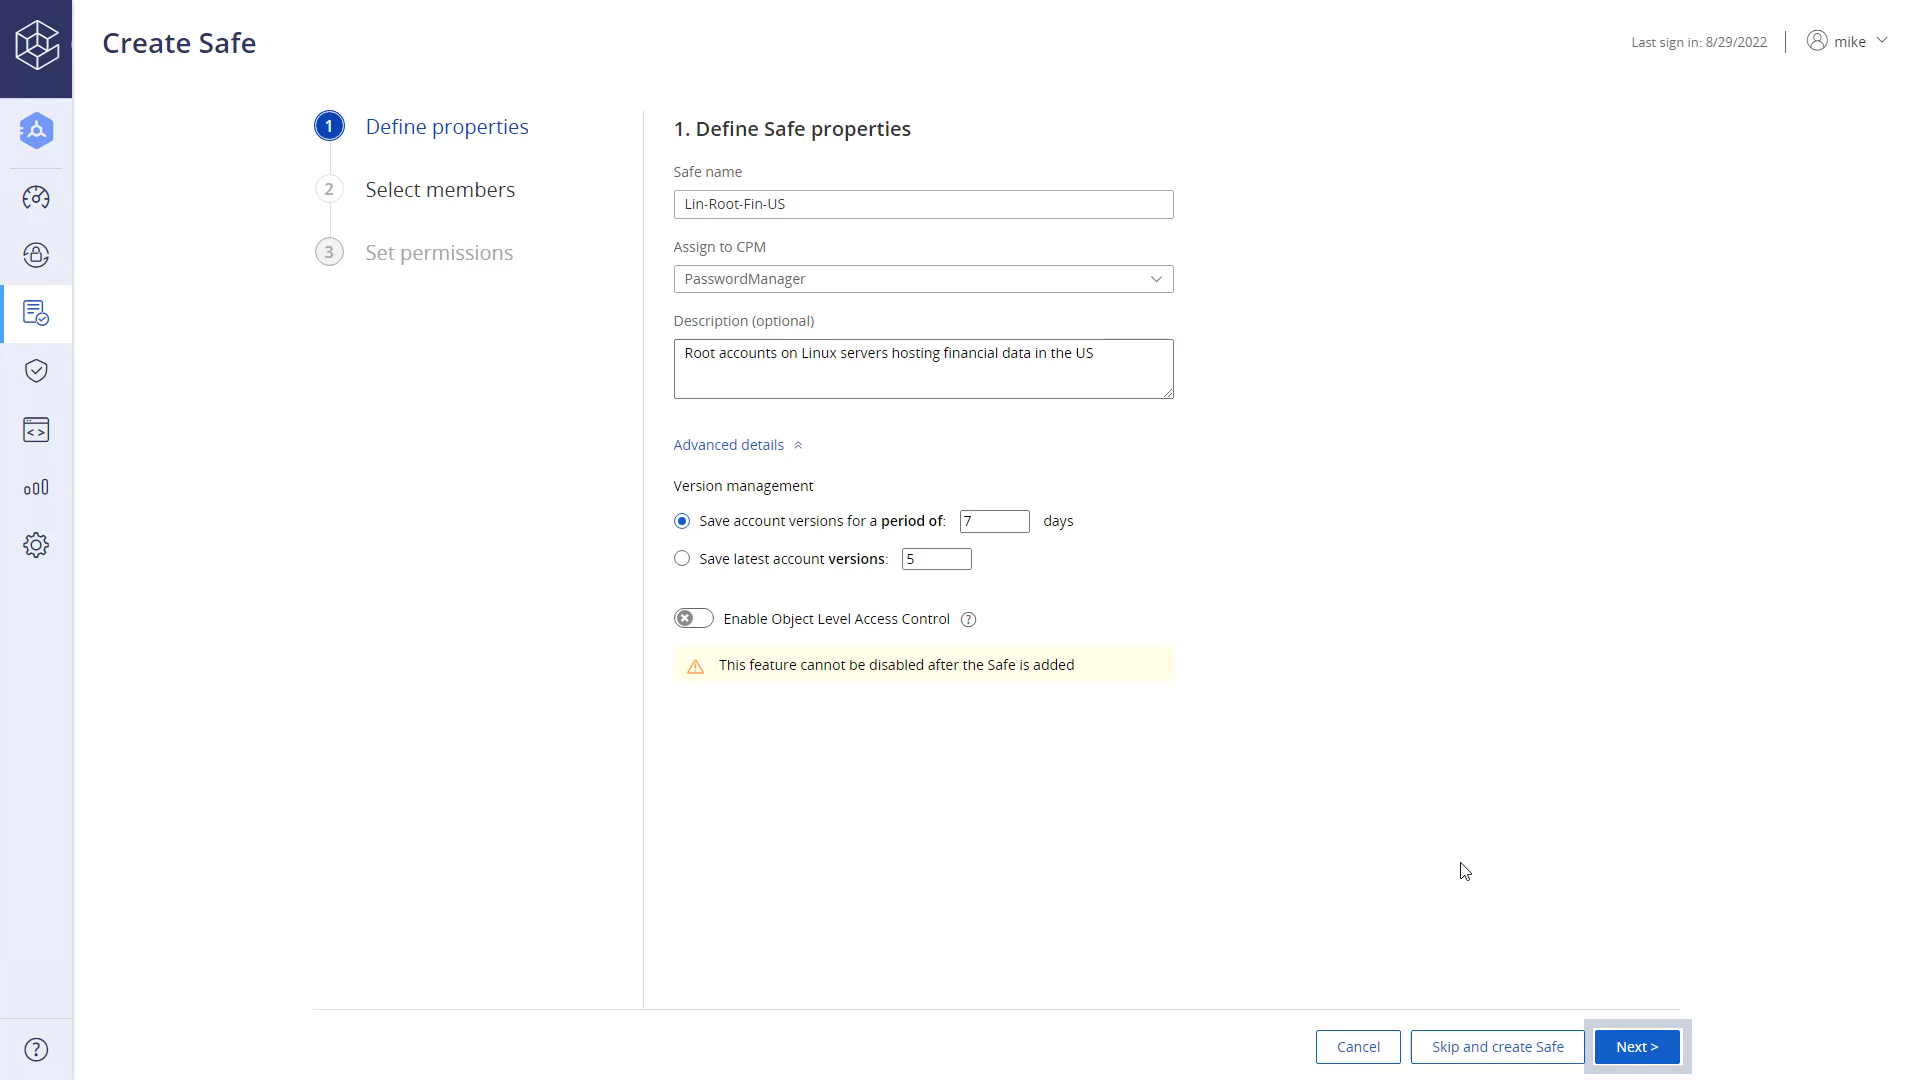 Create Safe
Last sign in: 8/29/2022
mike
1 Define properties
2 Select members
3 Set permissions
1. Define Safe properties
Safe name
Lin-Root-Fin-US
Assign to CPM
PasswordManager
Description (optional)
Root accounts on Linux servers hosting financial data in the US
Advanced details
Version management
Save account versions for a period of: 7 days
Save latest account versions: 5
Enable Object Level Access Control ?
This feature cannot be disabled after the Safe is added
Cancel
Skip and create Safe
Next >